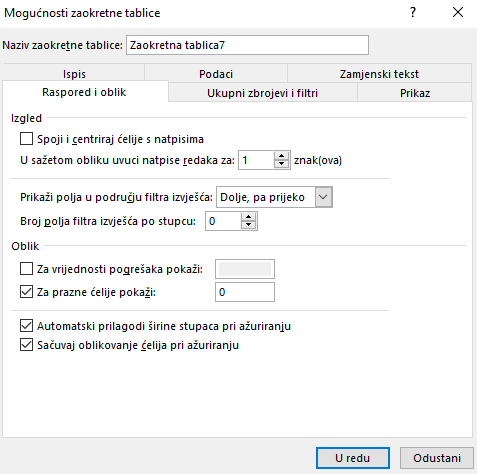 Mogućnosti zaokretne tablice ? ×
Naziv zaokretne tablice: Zaokretna tablica7
Ispis Podaci Zamjenski tekst
Raspored i oblik Ukupni zbrojevi i filtri Prikaz
Izgled
Spoji i centriraj ćelije s natpisima
U sažetom obliku uvuci natpise redaka za: 1 znak(ova)
Prikaži polja u području filtra izvješća: Dolje, pa prijeko
Broj polja filtra izvješća po stupcu: 0
Oblik
Za vrijednosti pogrešaka pokaži:
Za prazne ćelije pokaži: 0
Automatski prilagodi širine stupaca pri ažuriranju
Sačuvaj oblikovanje ćelija pri ažuriranju
U redu Odustani